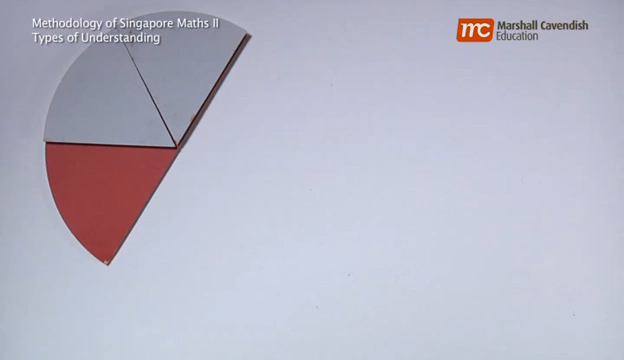 Methodology of Singapore Maths II
Types of Understanding
mc Marshall Cavendish
Education